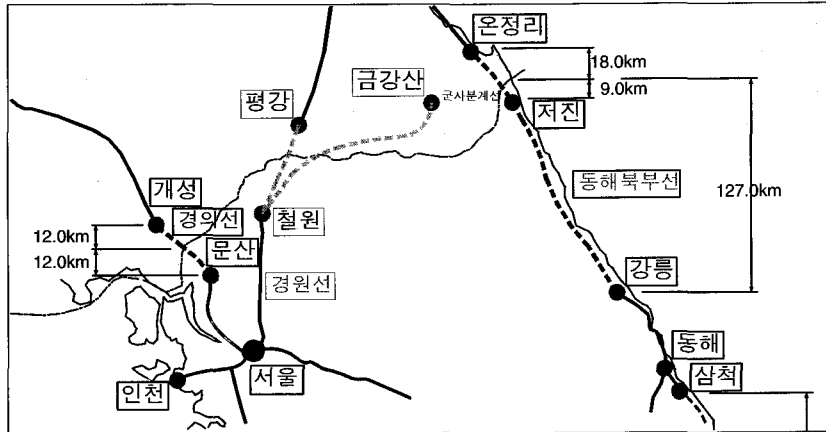 온정리
18.0km
금강산
군사분계선
9.0km
평강
저진
개성
동해북부선
127.0km
경의선
철원
12.0km
문산
12.0km
경원선
강릉
동해
서울
삼척
인천